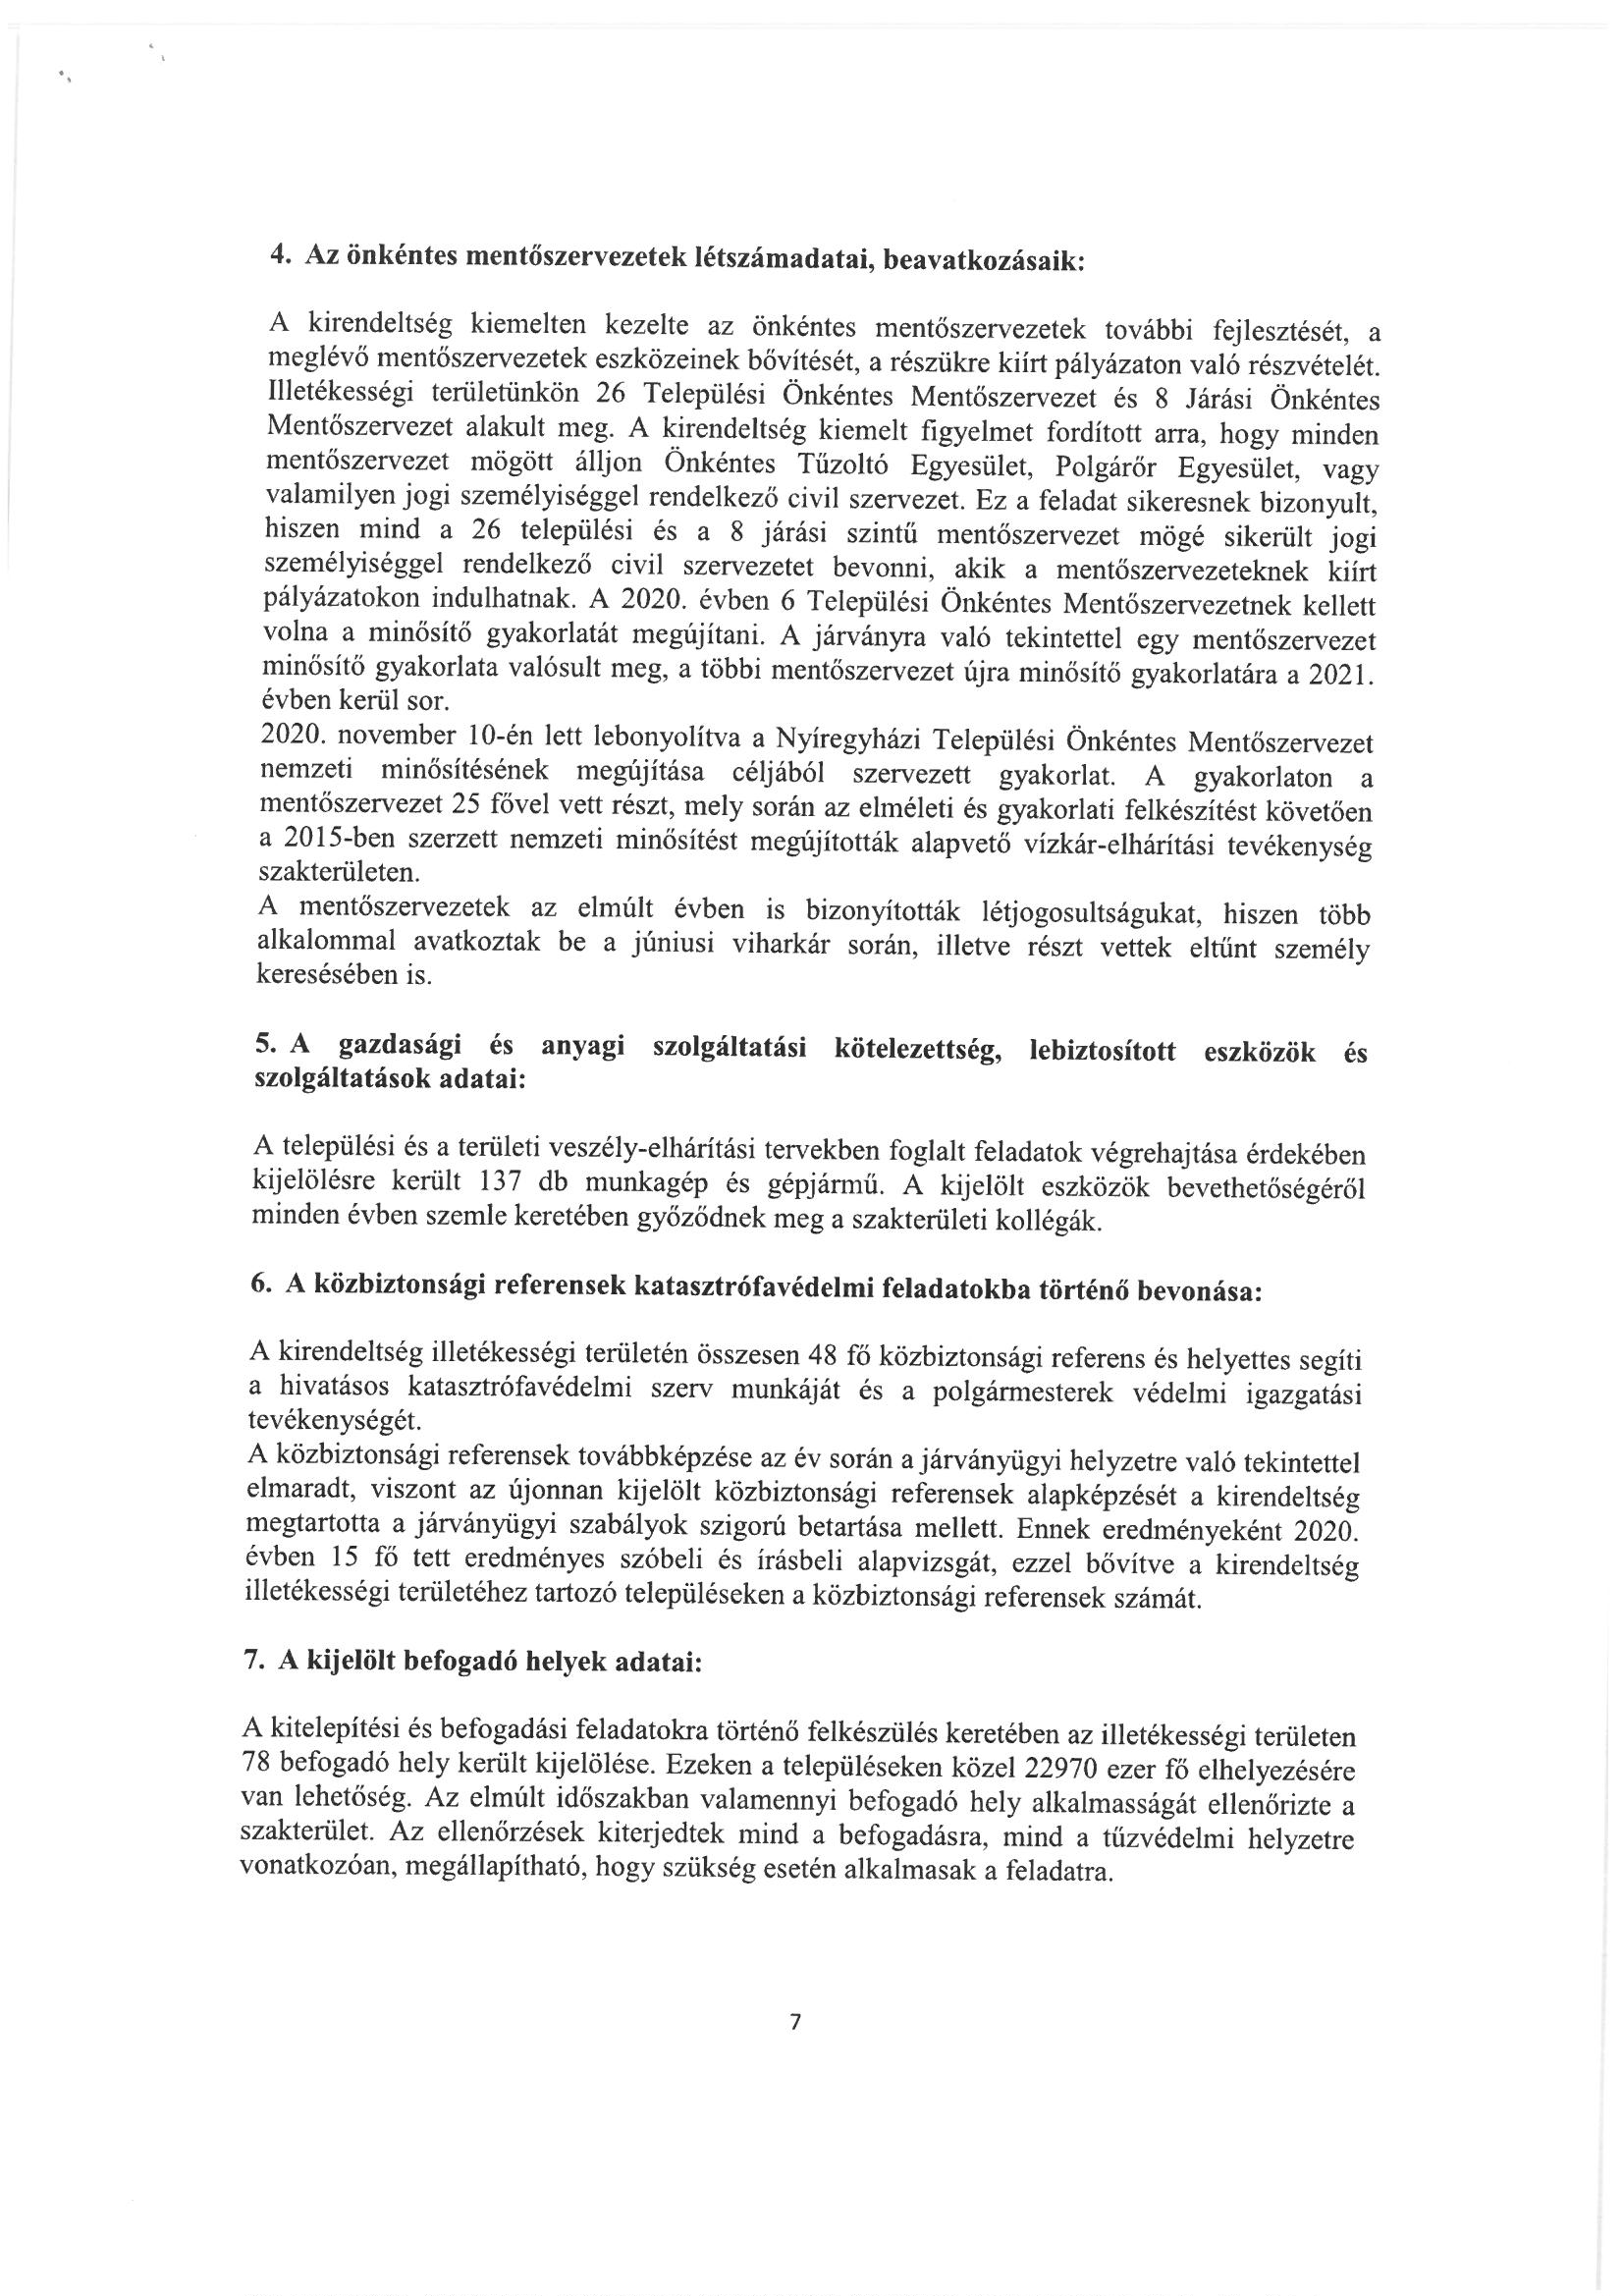 4. Az önkéntes mentőszervezetek létszámadatai, beavatkozásaik:
A kirendeltség kiemelten kezelte az önkéntes mentőszervezetek további fejlesztését, a
meglévő mentőszervezetek eszközeinek bővítését, a részükre kiírt pályázaton való részvételét.
Illetékességi területünkön 26 Települési Önkéntes Mentőszervezet és 8 Járási Önkéntes
Mentőszervezet alakult meg. A kirendeltség kiemelt figyelmet fordított arra, hogy minden
mentőszervezet mögött álljon Önkéntes Tűzoltó Egyesület, Polgárőr Egyesület, vagy
valamilyen jogi személyiséggel rendelkező civil szervezet. Ez a feladat sikeresnek bizonyult,
hiszen mind a 26 települési és a 8 járási szintű mentőszervezet mögé sikerült jogi
személyiséggel rendelkező civil szervezetet bevonni, akik a mentőszervezeteknek kiírt
pályázatokon indulhatnak. A 2020. évben 6 Települési Önkéntes Mentőszervezetnek kellett
volna a minősítő gyakorlatát megújítani. A járványra való tekintettel egy mentőszervezet
minősítő gyakorlata valósult meg, a többi mentőszervezet újra minősítő gyakorlatára a 2021.
évben kerül sor.
2020. november 10-én lett lebonyolítva a Nyíregyházi Települési Önkéntes Mentőszervezet
nemzeti minősítésének megújítása céljából szervezett gyakorlat. A gyakorlaton a
mentőszervezet 25 fővel vett részt, mely során az elméleti és gyakorlati felkészítést követően
a 2015-ben szerzett nemzeti minősítést megújították alapvető vízkár-elhárítási tevékenység
szakterületen.
A mentőszervezetek az elmúlt évben is bizonyították létjogosultságukat, hiszen több
alkalommal avatkoztak be a júniusi viharkár során, illetve részt vettek eltűnt személy
keresésében is.
5. A gazdasági és anyagi szolgáltatási kötelezettség, lebiztosított eszközök és
szolgáltatások adatai:
A települési és a területi veszély-elhárítási tervekben foglalt feladatok végrehajtása érdekében
kijelölésre került 137 db munkagép és gépjármű. A kijelölt eszközök bevethetőségéről
minden évben szemle keretében győződnek meg a szakterületi kollégák.
6. A közbiztonsági referensek katasztrófavédelmi feladatokba történő bevonása:
A kirendeltség illetékességi területén összesen 48 fő közbiztonsági referens és helyettes segíti
a hivatásos katasztrófavédelmi szerv munkáját és a polgármesterek védelmi igazgatási
tevékenységét.
A közbiztonsági referensek továbbképzése az év során a járványügyi helyzetre való tekintettel
elmaradt, viszont az újonnan kijelölt közbiztonsági referensek alapképzését a kirendeltség
megtartotta a járványügyi szabályok szigorú betartása mellett. Ennek eredményeként 2020.
évben 15 fő tett eredményes szóbeli és írásbeli alapvizsgát, ezzel bővítve a kirendeltség
illetékességi területéhez tartozó településeken a közbiztonsági referensek számát.
7. A kijelölt befogadó helyek adatai:
A kitelepítési és befogadási feladatokra történő felkészülés keretében az illetékességi területen
78 befogadó hely került kijelölése. Ezeken a településeken közel 22970 ezer fő elhelyezésére
van lehetőség. Az elmúlt időszakban valamennyi befogadó hely alkalmasságát ellenőrizte a
szakterület. Az ellenőrzések kiterjedtek mind a befogadásra, mind a tűzvédelmi helyzetre
vonatkozóan, megállapítható, hogy szükség esetén alkalmasak a feladatra.
7